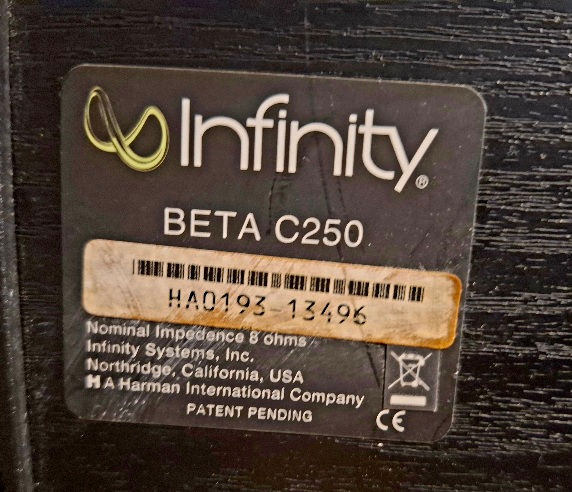 Infinity®
BETA C250
HA0193-13496
Nominal Impedence 8 ohms
Infinity Systems, Inc.
Northridge, California, USA
H A Harman International Company
PATENT PENDING
CE